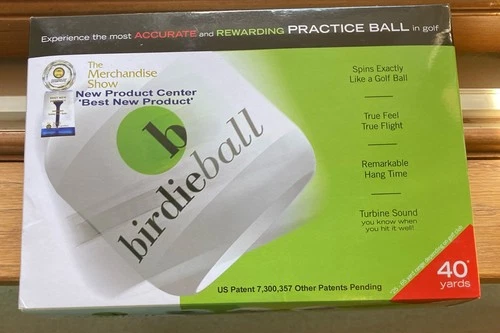 Experience the most ACCURATE and REWARDING PRACTICE BALL in golf
The
Merchandise
Show
New Product Center
'Best New Product'
b
birdieball
Spins Exactly
Like a Golf Ball
True Feel
True Flight
Remarkable
Hang Time
Turbine Sound
you know when
you hit it well!
US Patent 7,300,357 Other Patents Pending
40*
yards